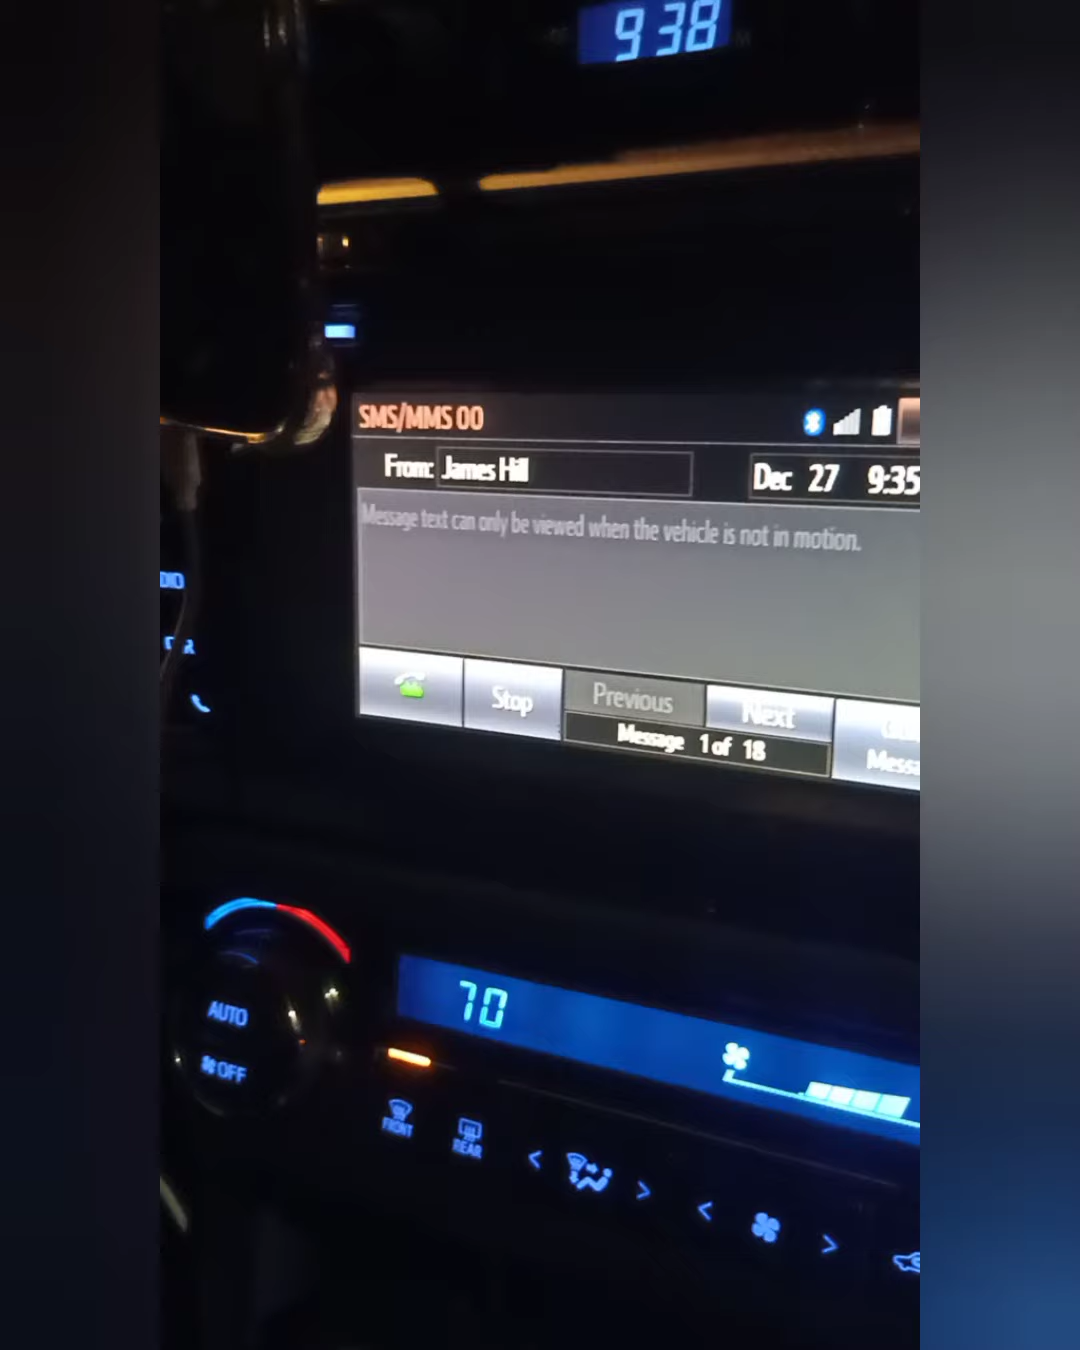 9 38
SMS/MMS 00
From: James Hill
Dec 27 9:35
Message text can only be viewed when the vehicle is not in motion.
Stop
Previous
Next
Message 1 of 18
AUTO
OFF
70
FRONT
REAR